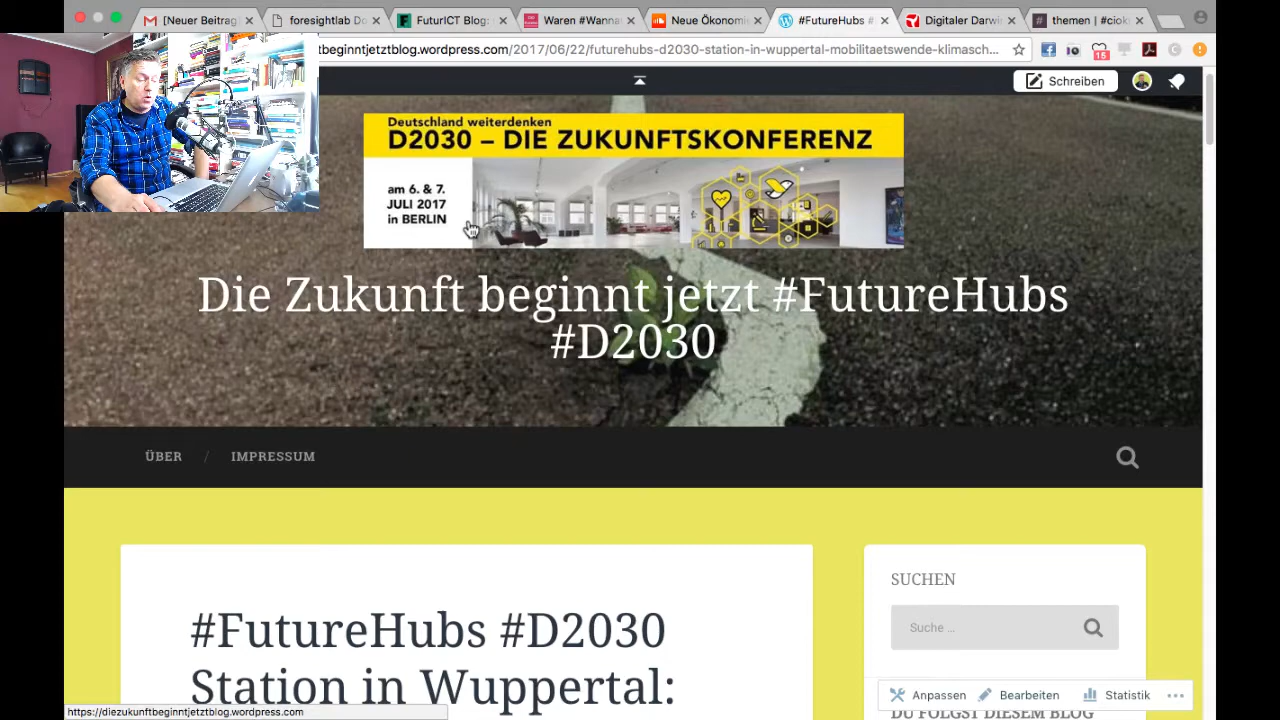 [Neuer Beitrag
foresightlab Do
FuturICT Blog:
Waren #Wanna
Neue Ökonomi
#FutureHubs #
Digitaler Darwi
themen | #ciok
beginntjetztblog.wordpress.com/2017/06/22/futurehubs-d2030-station-in-wuppertal-mobilitaetswende-klimasch...
15
Schreiben
Deutschland weiterdenken
D2030 – DIE ZUKUNFTSKONFERENZ
am 6. & 7.
JULI 2017
in BERLIN
Die Zukunft beginnt jetzt #FutureHubs
#D2030
ÜBER / IMPRESSUM
#FutureHubs #D2030
Station in Wuppertal:
SUCHEN
Suche ...
Anpassen Bearbeiten Statistik
DU FOLGST DIESEM BLOG
https://diezukunftbeginntjetztblog.wordpress.com